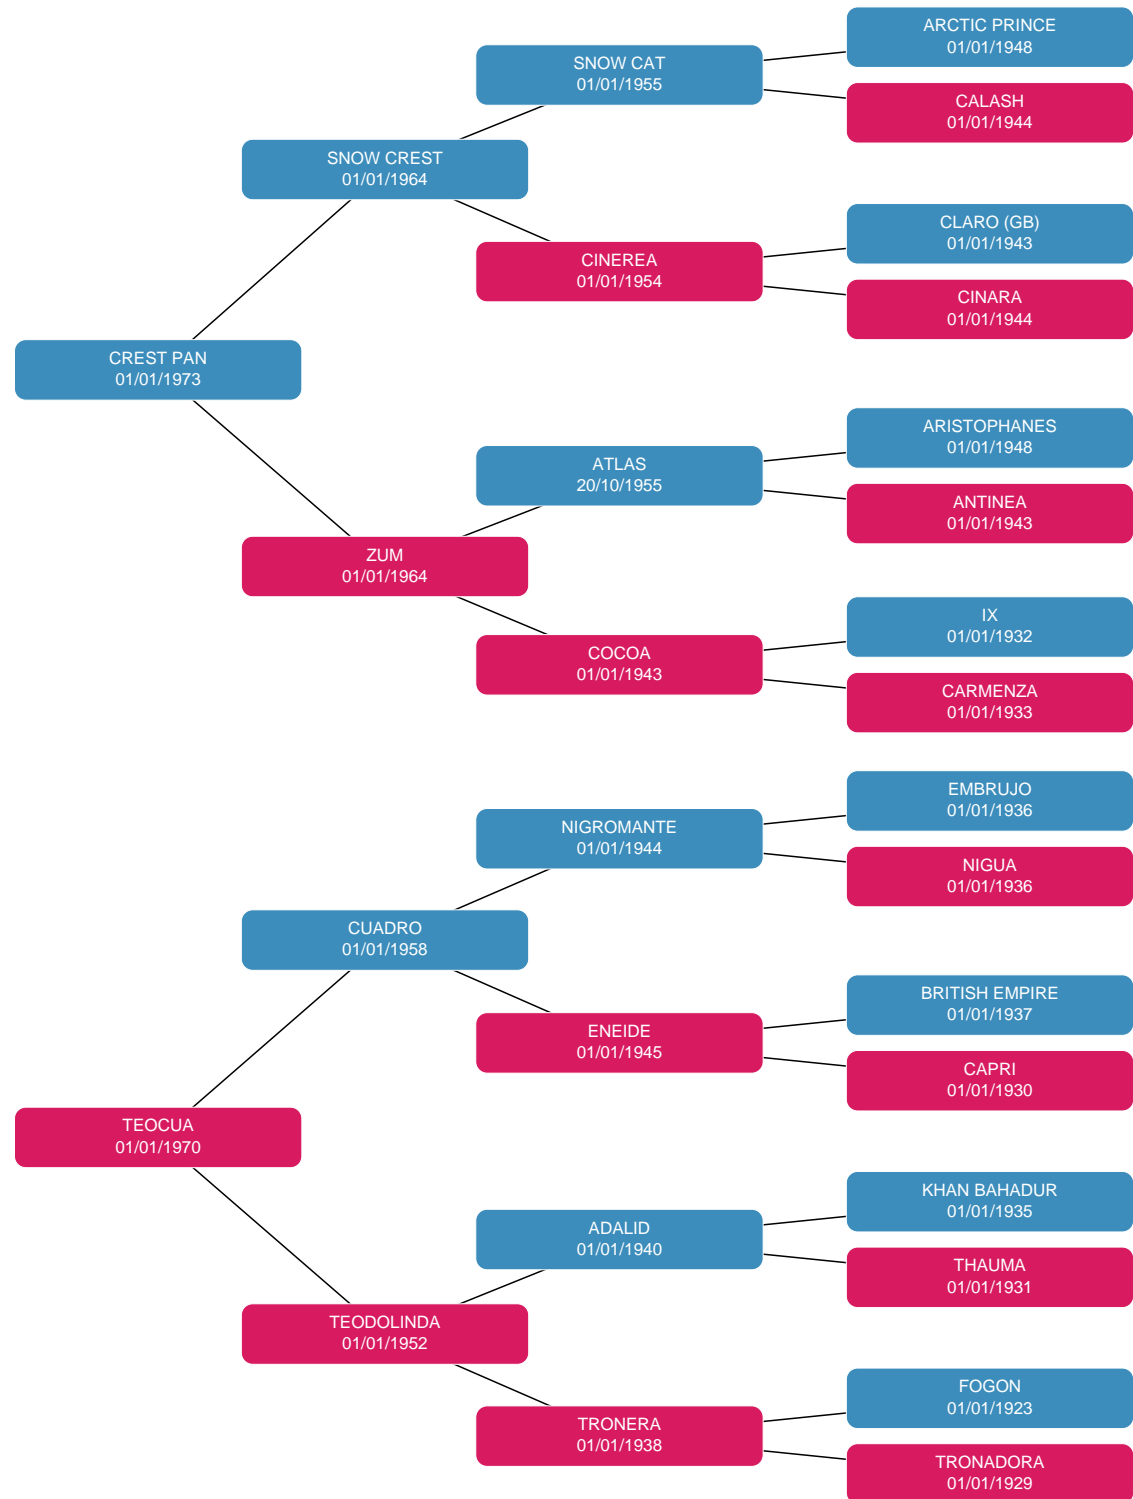 ARCTIC PRINCE
01/01/1948
SNOW CAT
01/01/1955
CALASH
01/01/1944
SNOW CREST
01/01/1964
CLARO (GB)
01/01/1943
CINEREA
01/01/1954
CINARA
01/01/1944
CREST PAN
01/01/1973
ARISTOPHANES
01/01/1948
ATLAS
20/10/1955
ANTINEA
01/01/1943
ZUM
01/01/1964
IX
01/01/1932
COCOA
01/01/1943
CARMENZA
01/01/1933
EMBRUJO
01/01/1936
NIGROMANTE
01/01/1944
NIGUA
01/01/1936
CUADRO
01/01/1958
BRITISH EMPIRE
01/01/1937
ENEIDE
01/01/1945
CAPRI
01/01/1930
TEOCUA
01/01/1970
KHAN BAHADUR
01/01/1935
ADALID
01/01/1940
THAUMA
01/01/1931
TEODOLINDA
01/01/1952
FOGON
01/01/1923
TRONERA
01/01/1938
TRONADORA
01/01/1929